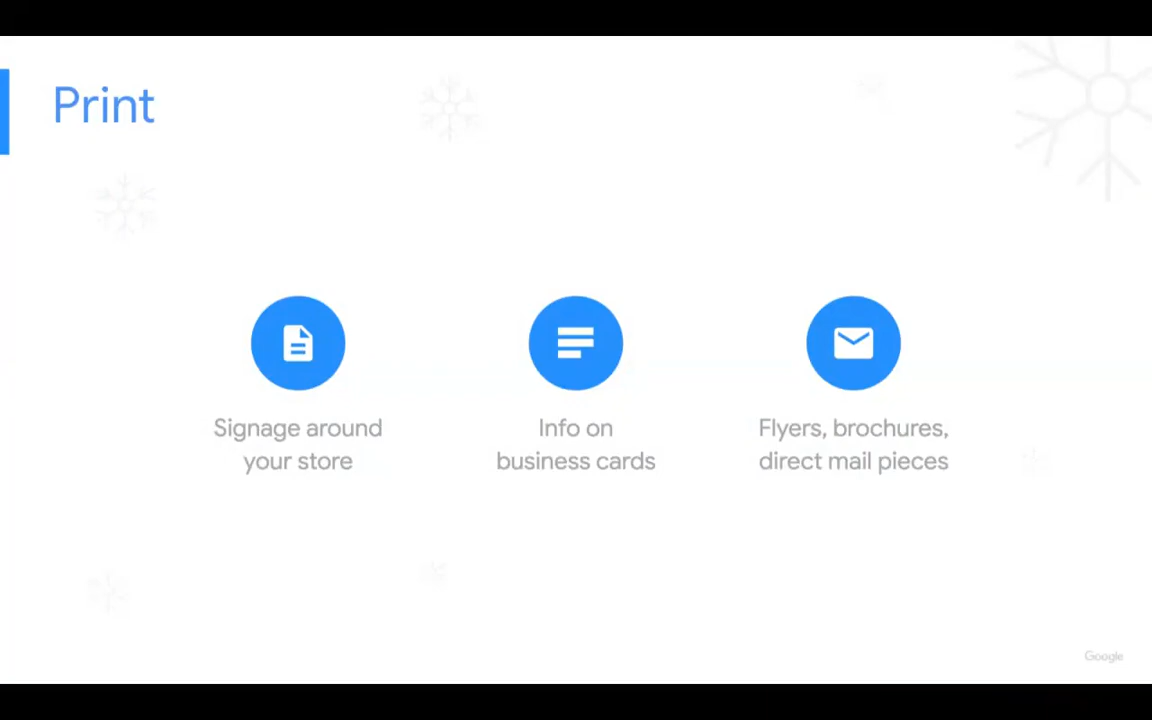 Print
Signage around
your store
Info on
business cards
Flyers, brochures,
direct mail pieces
Google